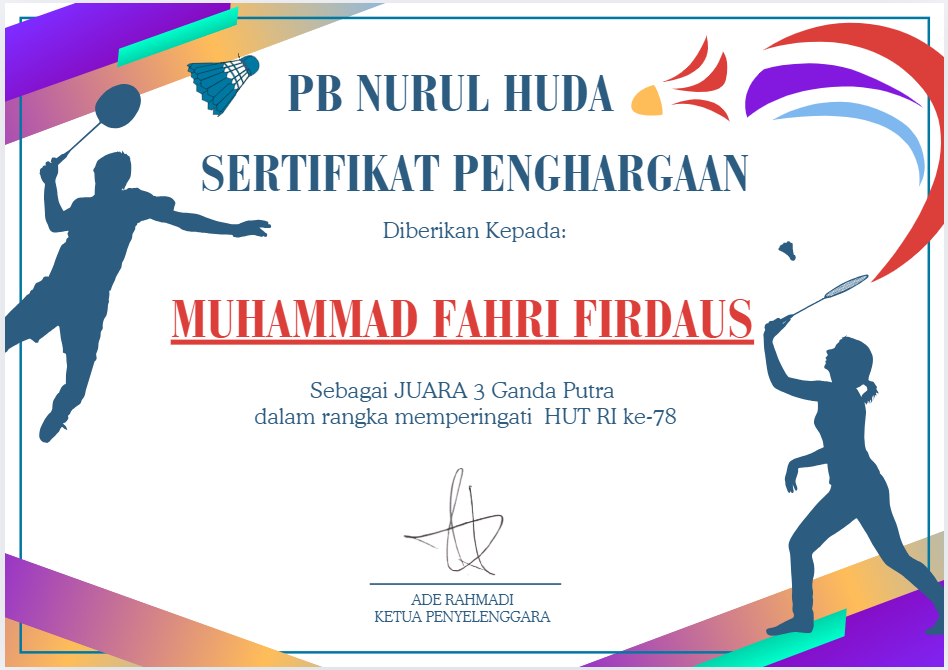 PB NURUL HUDA
SERTIFIKAT PENGHARGAAN
Diberikan Kepada:
MUHAMMAD FAHRI FIRDAUS
Sebagai JUARA 3 Ganda Putra
dalam rangka memperingati HUT RI ke-78
ADE RAHMADI
KETUA PENYELENGGARA